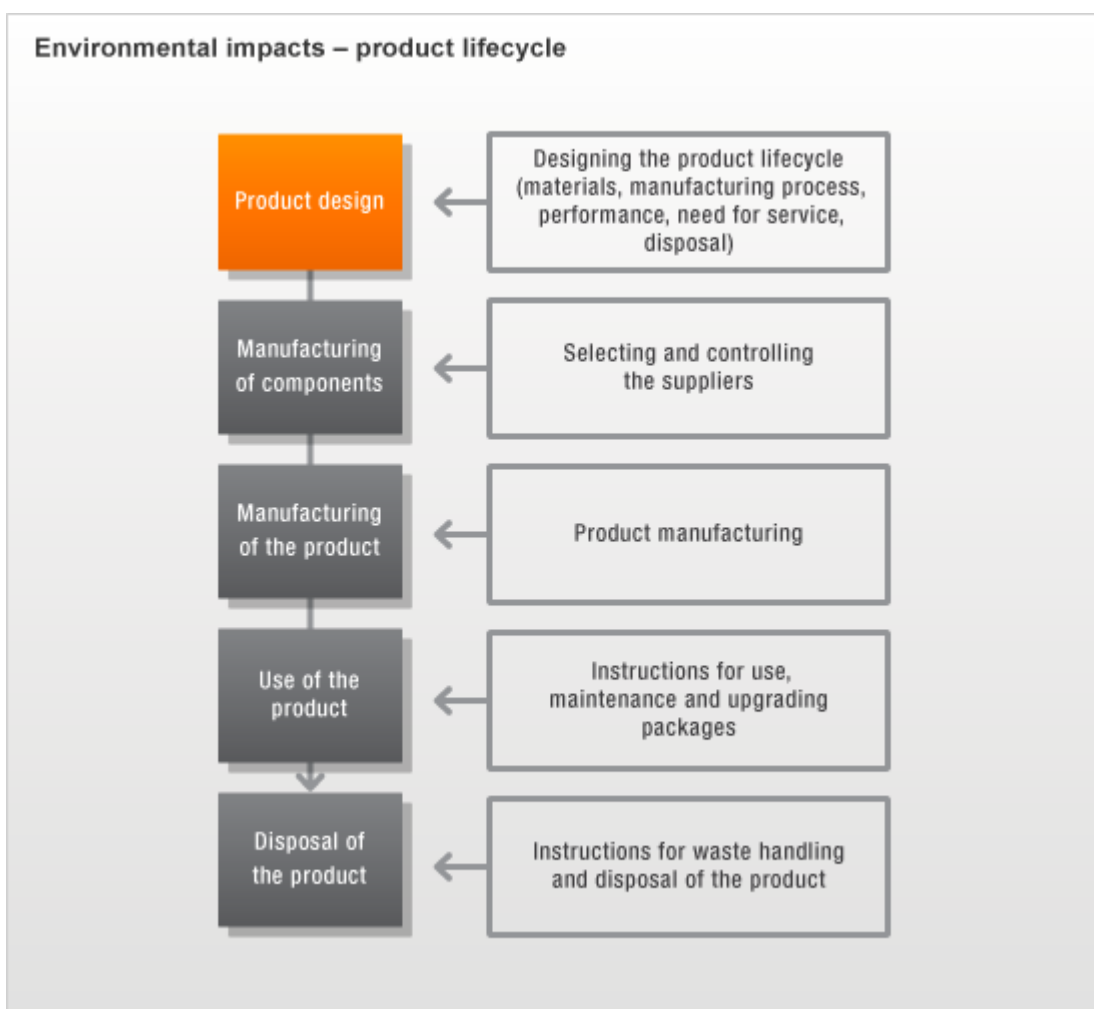 Environmental impacts – product lifecycle
Product design
Designing the product lifecycle
(materials, manufacturing process,
performance, need for service,
disposal)
Manufacturing
of components
Selecting and controlling
the suppliers
Manufacturing
of the product
Product manufacturing
Use of the
product
Instructions for use,
maintenance and upgrading
packages
Disposal of
the product
Instructions for waste handling
and disposal of the product